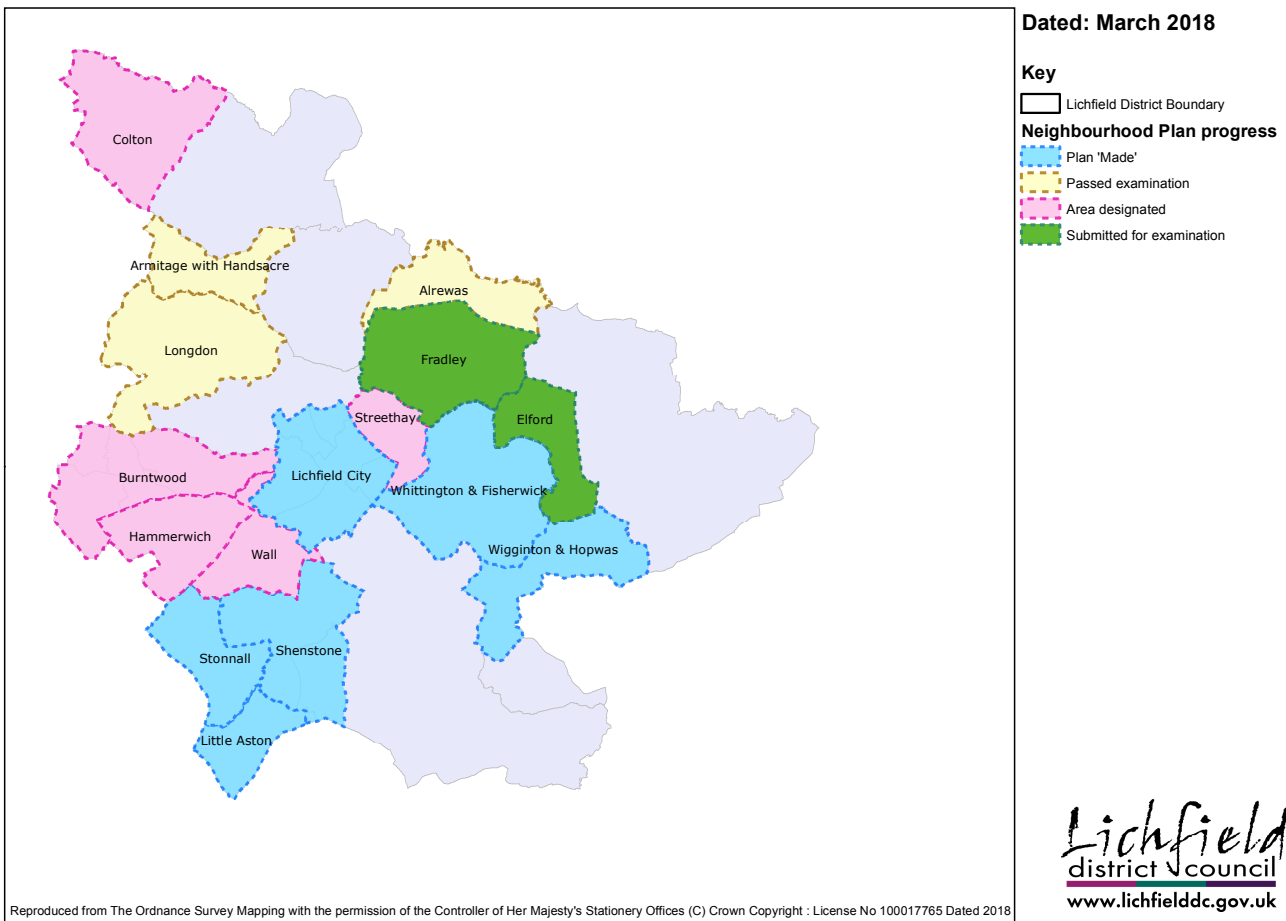 Dated: March 2018
Key
Lichfield District Boundary
Neighbourhood Plan progress
Plan 'Made'
Passed examination
Area designated
Submitted for examination
Colton
Armitage with Handsacre
Alrewas
Longdon
Fradley
Streethay
Elford
Burntwood
Lichfield City
Whittington & Fisherwick
Hammerwich
Wall
Wigginton & Hopwas
Stonnall
Shenstone
Little Aston
Lichfield
district council
www.lichfielddc.gov.uk
Reproduced from The Ordnance Survey Mapping with the permission of the Controller of Her Majesty's Stationery Offices (C) Crown Copyright : License No 100017765 Dated 2018